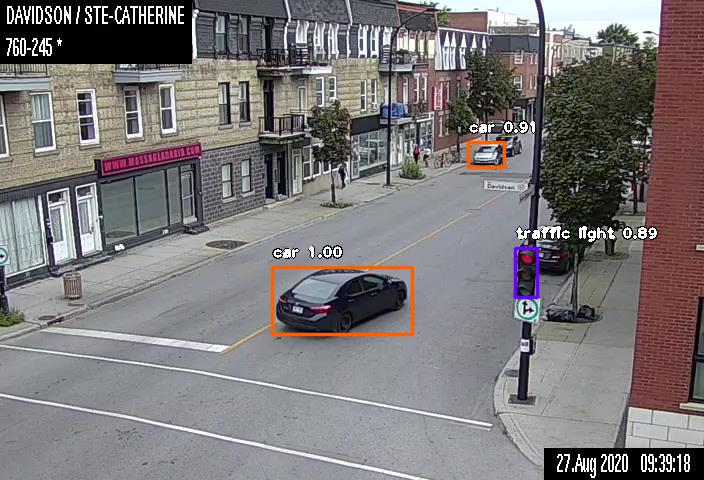 DAVIDSON / STE-CATHERINE
760-245 *
car 0.91
WWW.MASSAGLADARIO.COM
Davidson
traffic light 0.89
car 1.00
27.Aug 2020 09:39:18